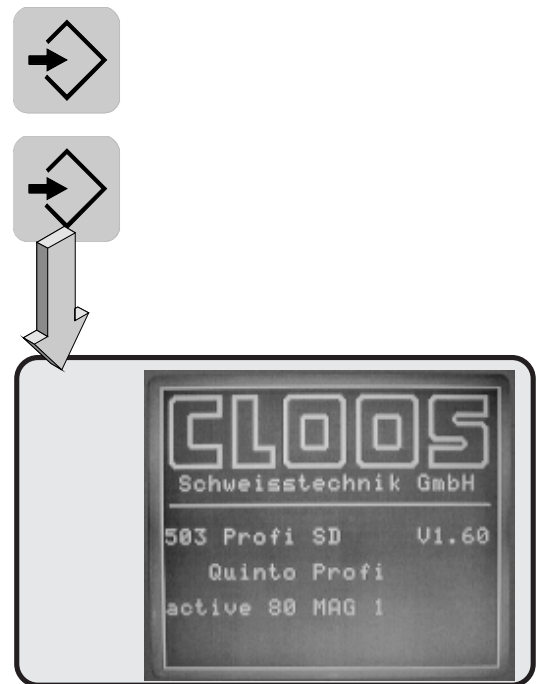 CLOOS
Schweisstechnik GmbH
503 Profi SD V1.60
Quinto Profi
active 80 MAG 1